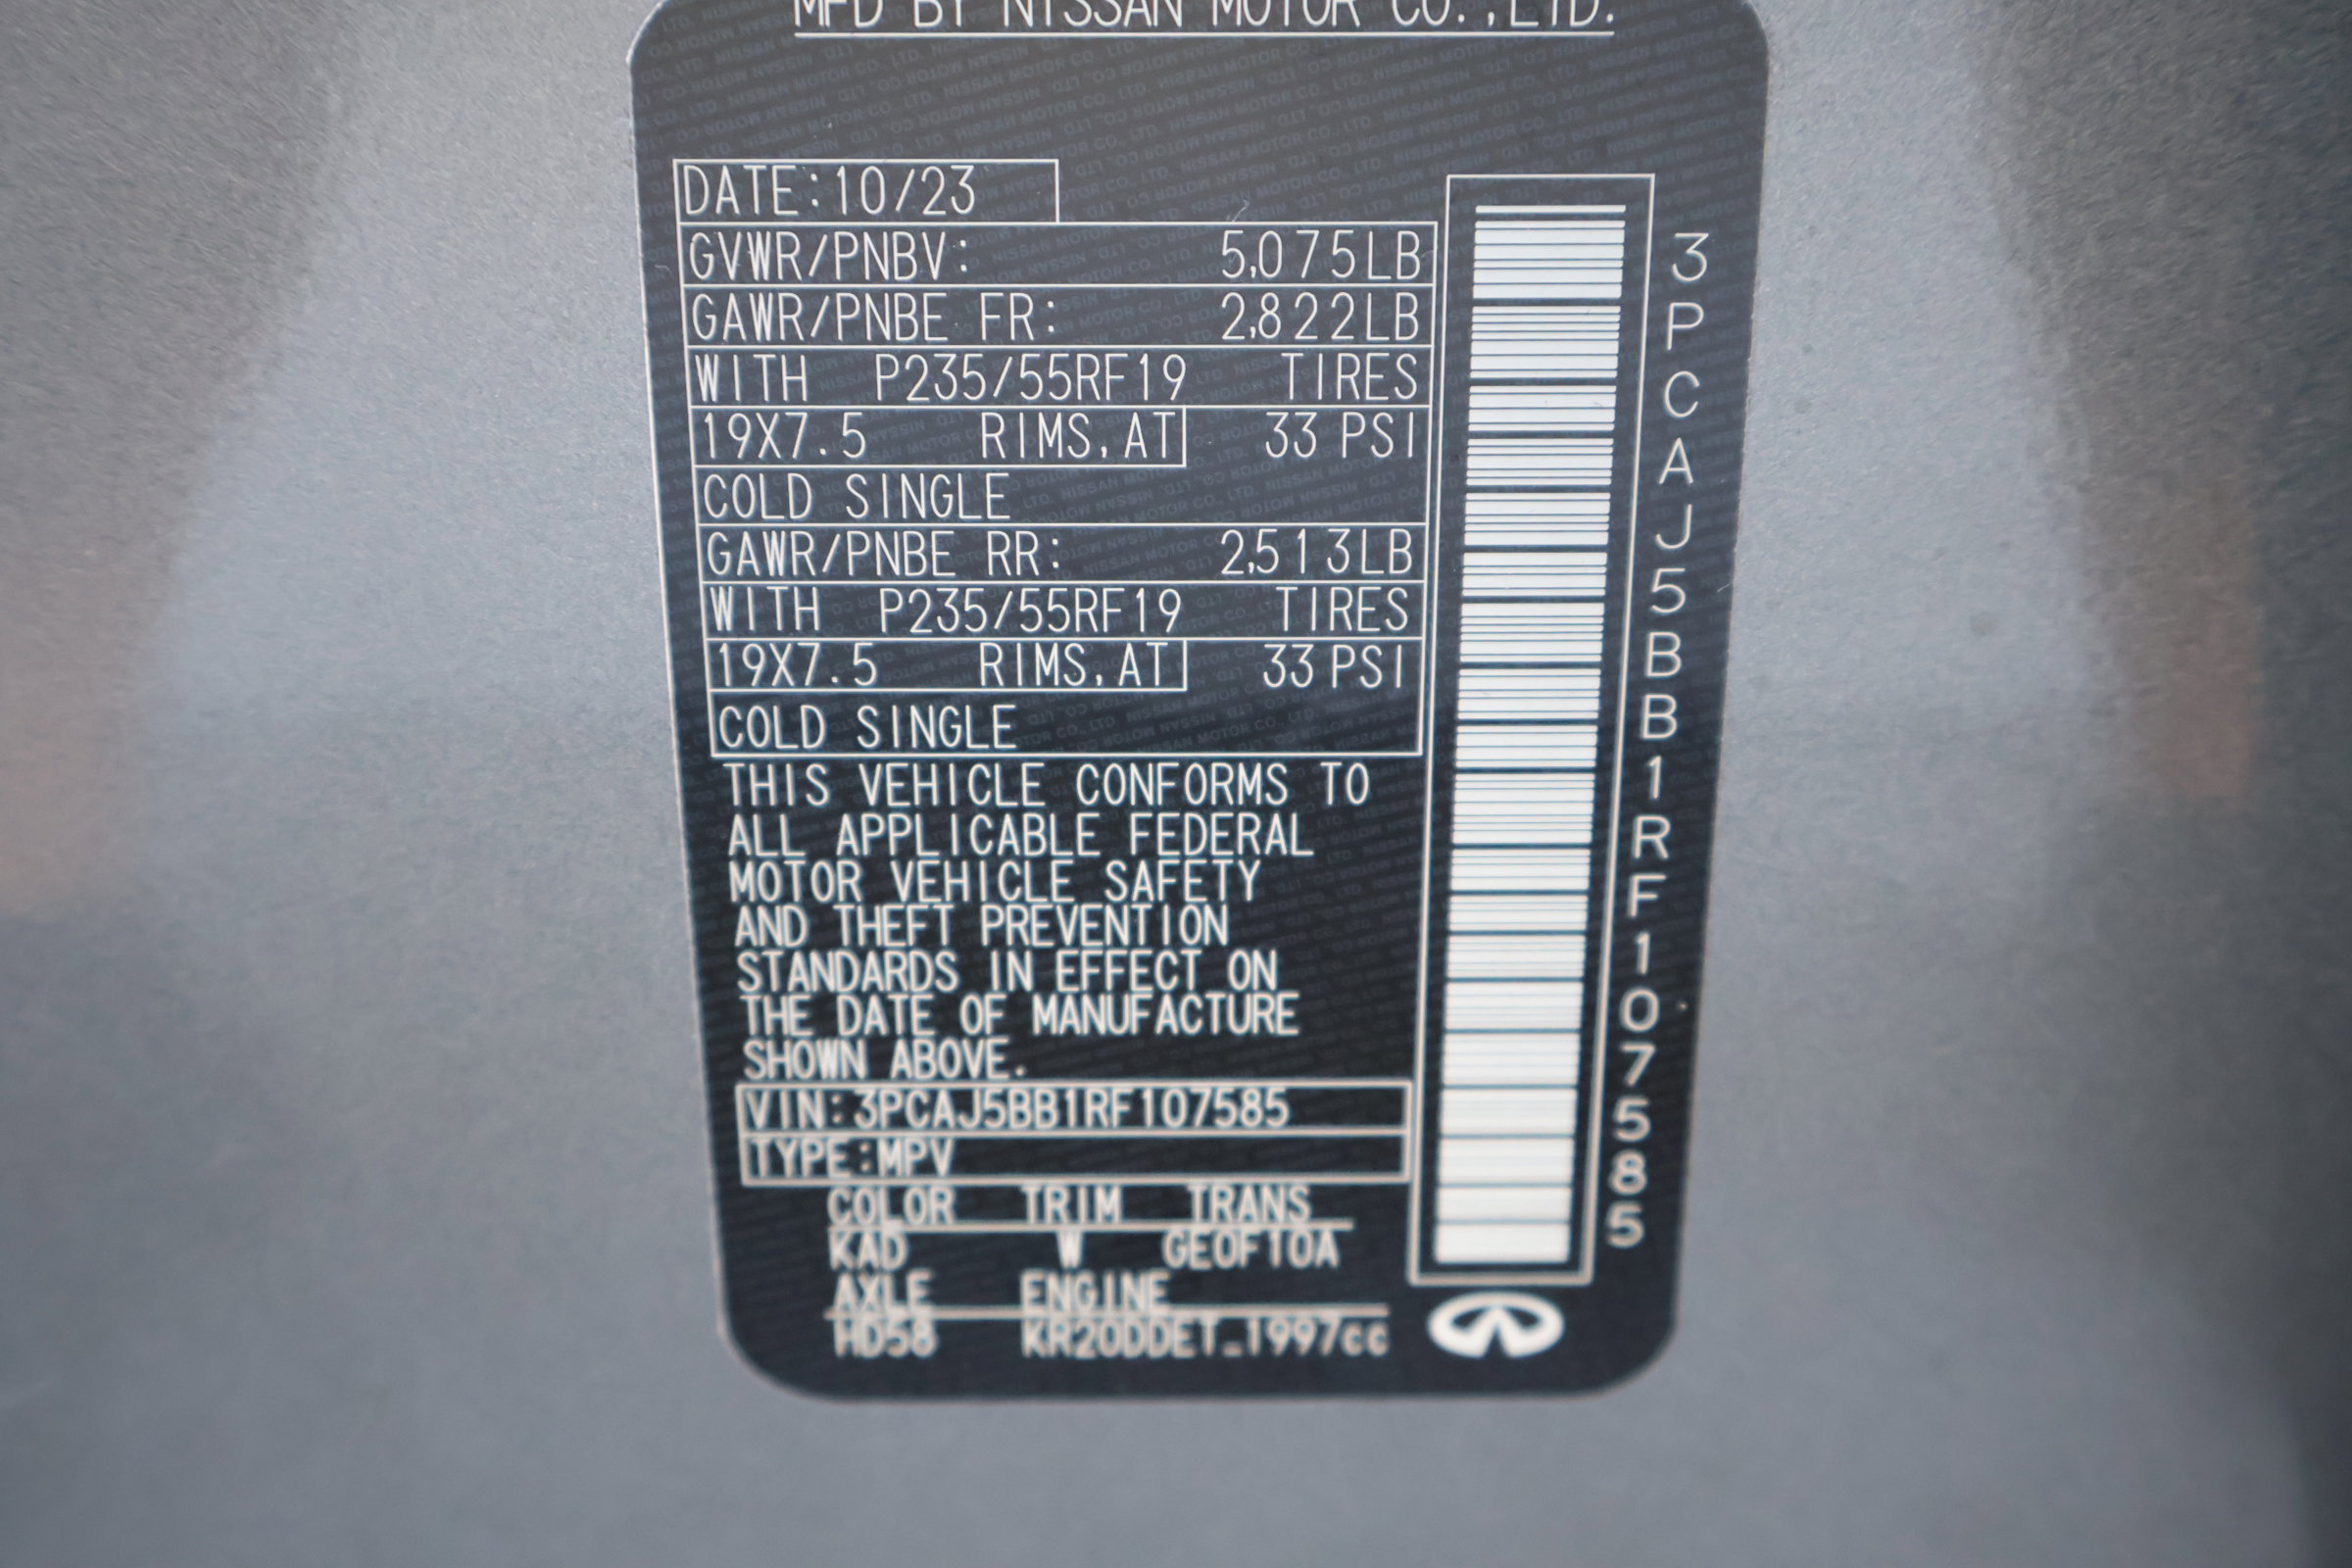 MFD BY NISSAN MOTOR CO.,LTD.
DATE:10/23
GVWR/PNBV: 5,075LB
GAWR/PNBE FR: 2,822LB
WITH P235/55RF19 TIRES
19X7.5 RIMS,AT 33 PSI
COLD SINGLE
GAWR/PNBE RR: 2,513LB
WITH P235/55RF19 TIRES
19X7.5 RIMS,AT 33 PSI
COLD SINGLE
THIS VEHICLE CONFORMS TO
ALL APPLICABLE FEDERAL
MOTOR VEHICLE SAFETY
AND THEFT PREVENTION
STANDARDS IN EFFECT ON
THE DATE OF MANUFACTURE
SHOWN ABOVE.
VIN:3PCAJ5BB1RF107585
TYPE:MPV
COLOR TRIM TRANS
KAD W GE0F10A
AXLE ENGINE
HD58 KR20DDET_1997cc
3PCAJ5BB1RF107585